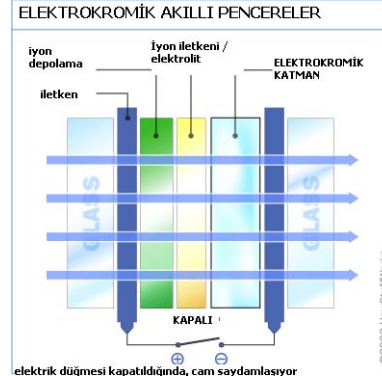 ELEKTROKROMİK AKILLI PENCERELER
iyon
depolama
İyon iletkeni /
elektrolit
ELEKTROKROMİK
KATMAN
iletken
GLASS
GLASS
KAPALI
+
-
elektrik düğmesi kapatıldığında, cam saydamlaşıyor